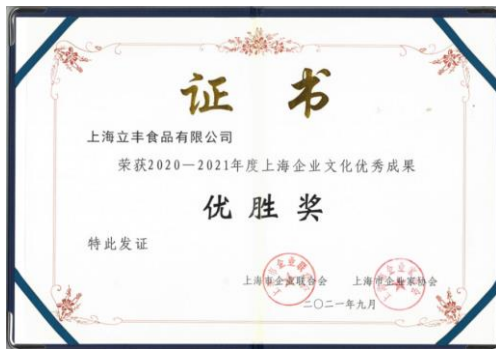 证书
上海立丰食品有限公司
荣获2020—2021年度上海企业文化优秀成果
优胜奖
特此发证
上海市企业联合会 上海市企业家协会
二〇二一年九月